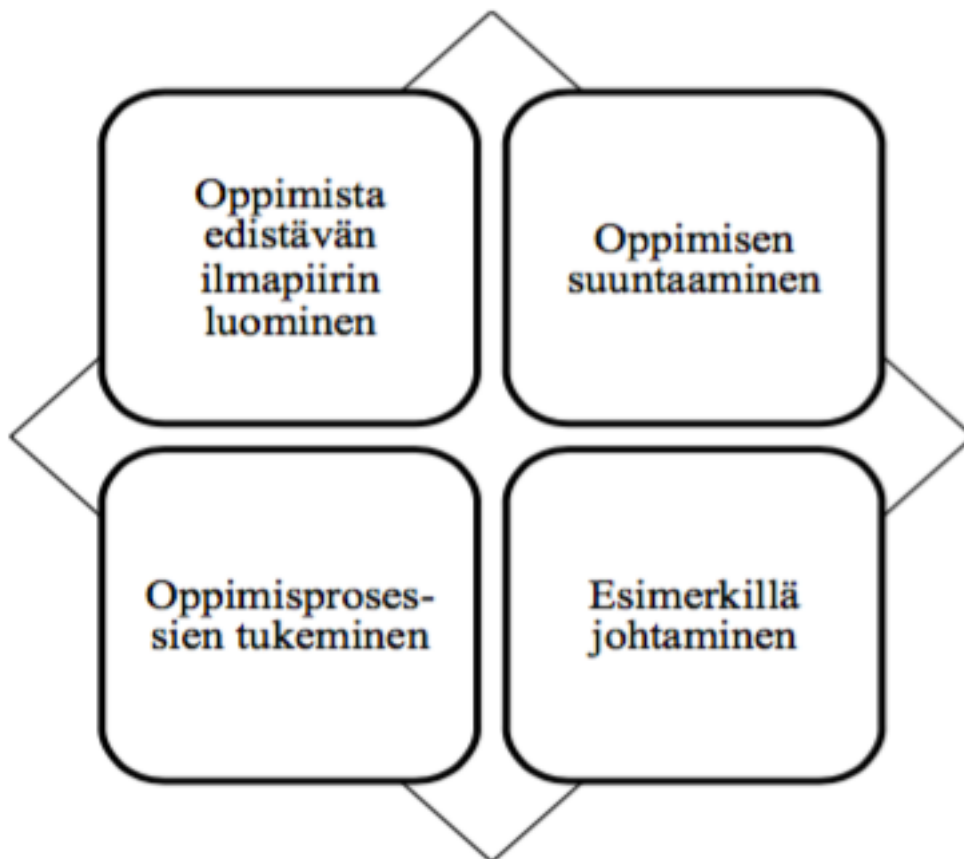 Oppimista
edistävän
ilmapiirin
luominen
Oppimisen
suuntaaminen
Oppimisproses-
sien tukeminen
Esimerkillä
johtaminen